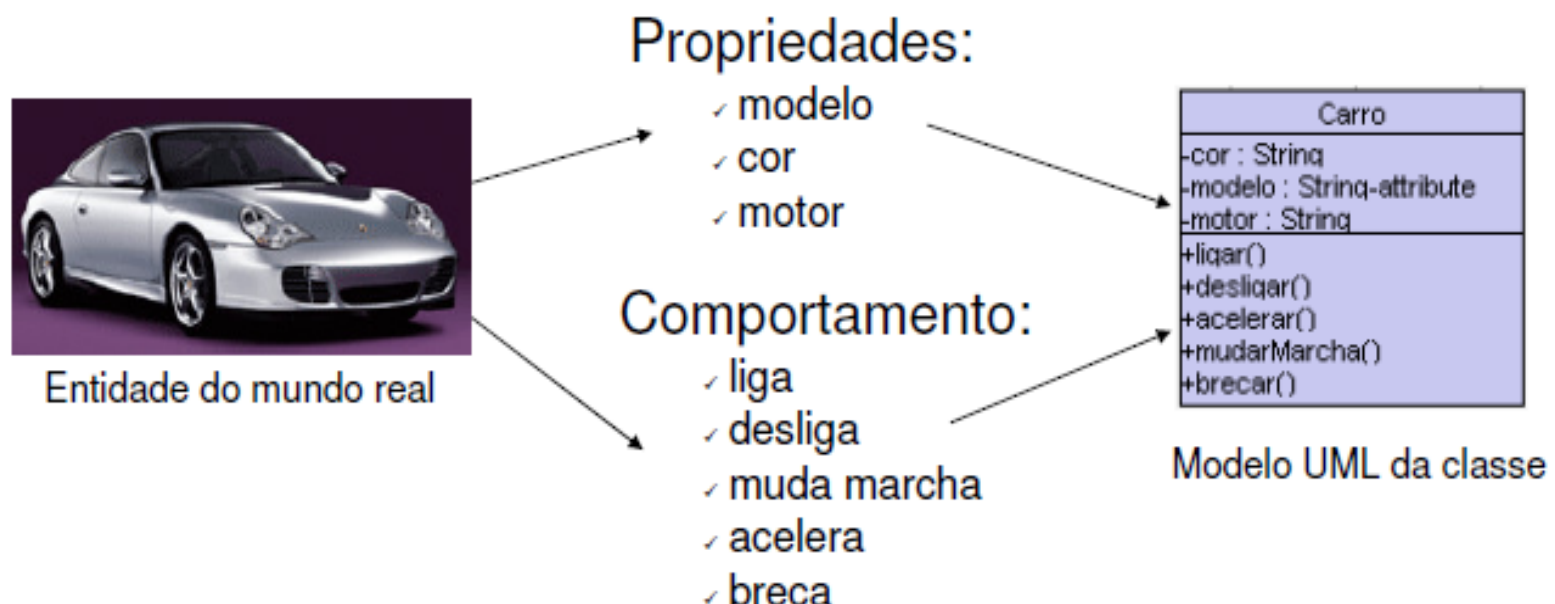 Propriedades:
✓ modelo
✓ cor
✓ motor
Entidade do mundo real
Comportamento:
✓ liga
✓ desliga
✓ muda marcha
✓ acelera
✓ breca
Carro
-cor : String
-modelo : String-attribute
-motor : String
+ligar()
+desligar()
+acelerar()
+mudarMarcha()
+brecar()
Modelo UML da classe